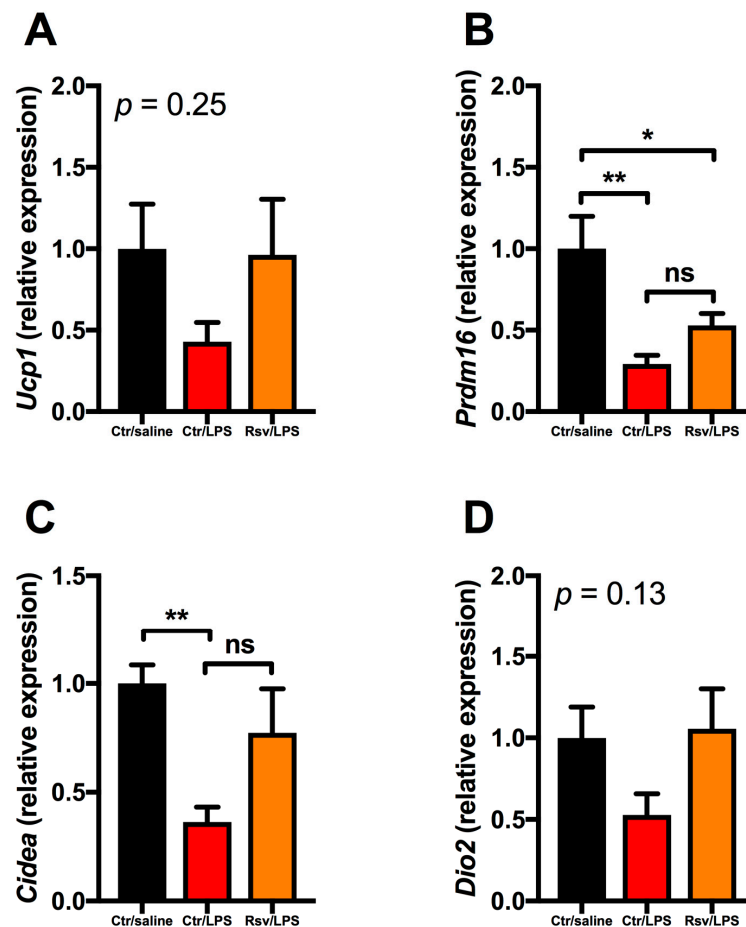 A
Ucp1 (relative expression)
2.0
1.5
1.0
0.5
0.0
p = 0.25
Ctr/saline Ctr/LPS Rsv/LPS
B
Prdm16 (relative expression)
2.0
1.5
1.0
0.5
0.0
*
**
ns
Ctr/saline Ctr/LPS Rsv/LPS
C
Cidea (relative expression)
1.5
1.0
0.5
0.0
**
ns
Ctr/saline Ctr/LPS Rsv/LPS
D
Dio2 (relative expression)
2.0
1.5
1.0
0.5
0.0
p = 0.13
Ctr/saline Ctr/LPS Rsv/LPS